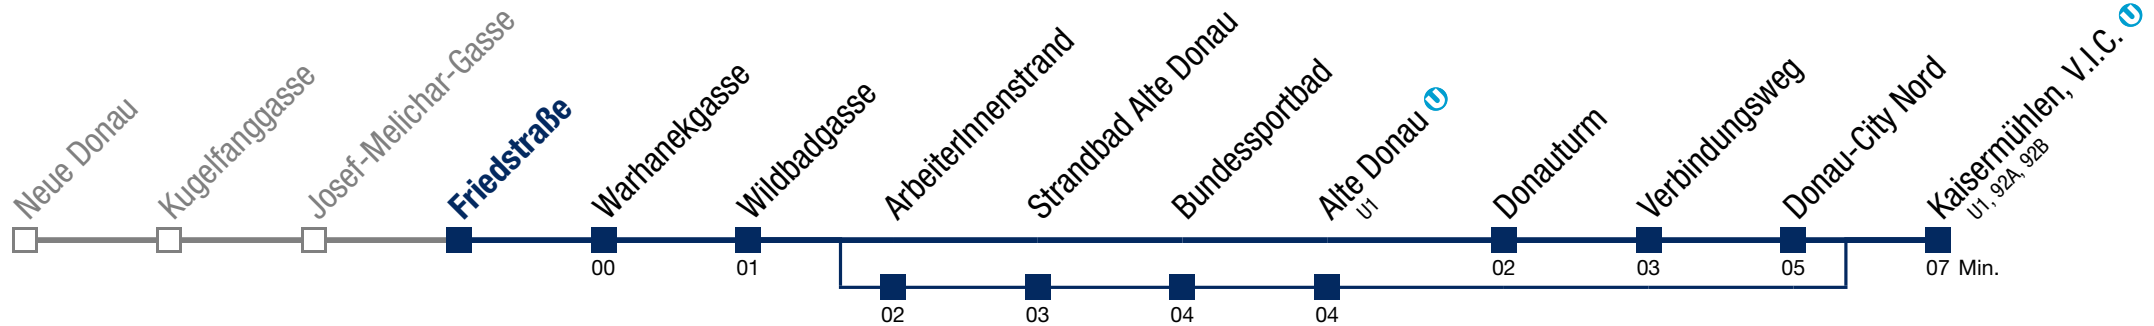 Neue Donau
Kugelfanggasse
Josef-Melichar-Gasse
Friedstraße
Warhanekgasse
Wildbadgasse
ArbeiterInnenstrand
Strandbad Alte Donau
Bundessportbad
Alte Donau U
U1
Donauturm
Verbindungsweg
Donau-City Nord
Kaisermühlen, V.I.C. U
U1, 92A, 92B
00
01
02
03
05
07 Min.
02
03
04
04